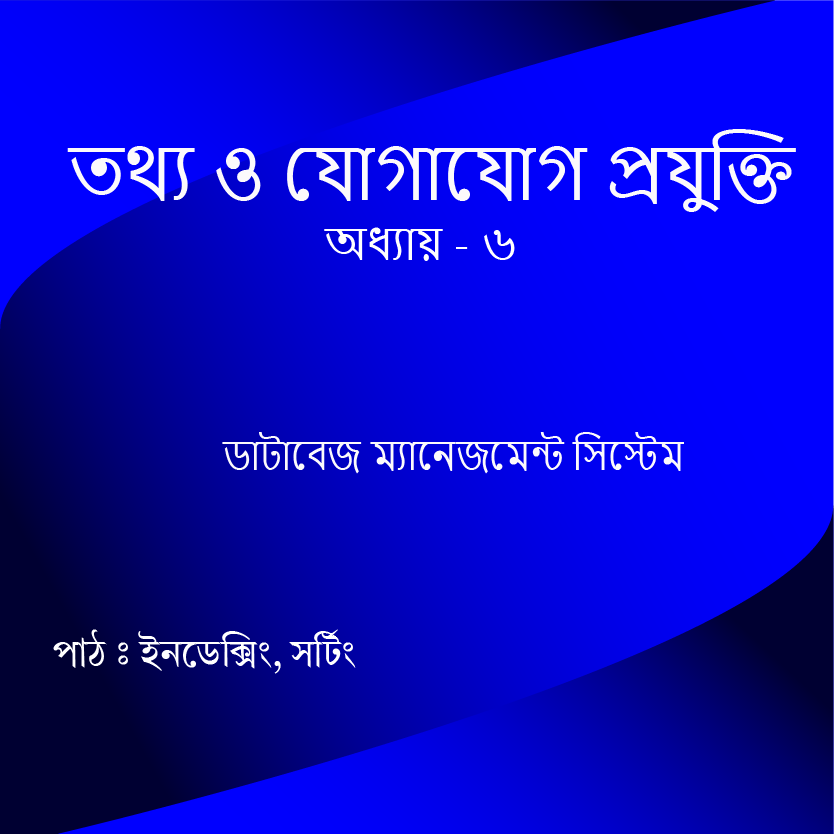 তথ্য ও যোগাযোগ প্রযুক্তি
অধ্যায় - ৬
ডাটাবেজ ম্যানেজমেন্ট সিস্টেম
পাঠ ঃ ইনডেক্সিং, সর্টিং